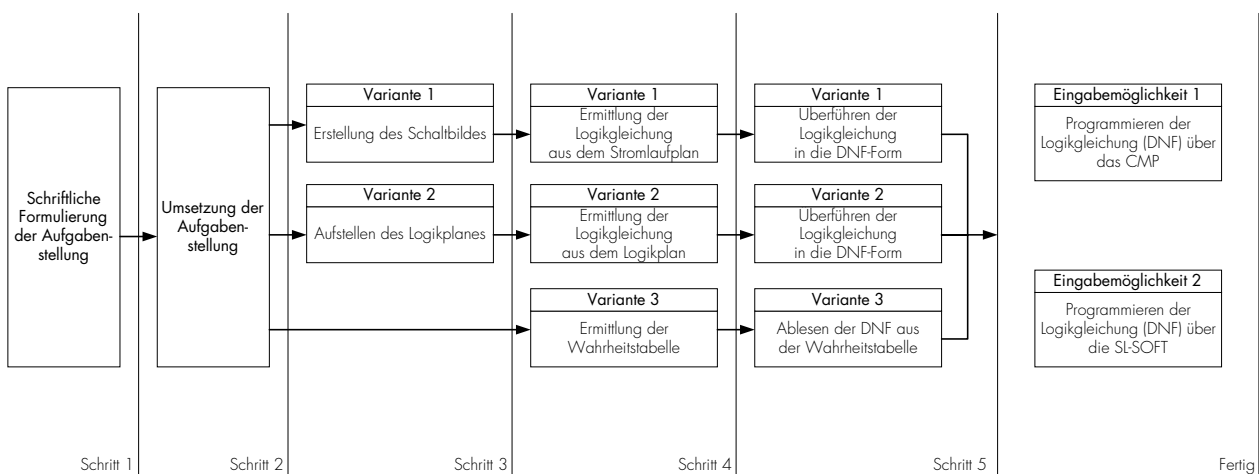 Schriftliche
Formulierung
der Aufgaben-
stellung
Schritt 1
Umsetzung der
Aufgaben-
stellung
Schritt 2
Variante 1
Erstellung des Schaltbildes
Variante 2
Aufstellen des Logikplanes
Schritt 3
Variante 1
Ermittlung der
Logikgleichung
aus dem Stromlaufplan
Variante 2
Ermittlung der
Logikgleichung
aus dem Logikplan
Variante 3
Ermittlung der
Wahrheitstabelle
Schritt 4
Variante 1
Überführen der
Logikgleichung
in die DNF-Form
Variante 2
Überführen der
Logikgleichung
in die DNF-Form
Variante 3
Ablesen der DNF aus
der Wahrheitstabelle
Schritt 5
Eingabemöglichkeit 1
Programmieren der
Logikgleichung (DNF) über
das CMP
Eingabemöglichkeit 2
Programmieren der
Logikgleichung (DNF) über
die SL-SOFT
Fertig